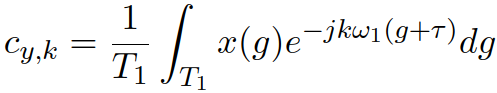 c_{y,k} = \frac{1}{T_1} \int_{T_1} x(g) e^{-jk\omega_1(g+\tau)} dg